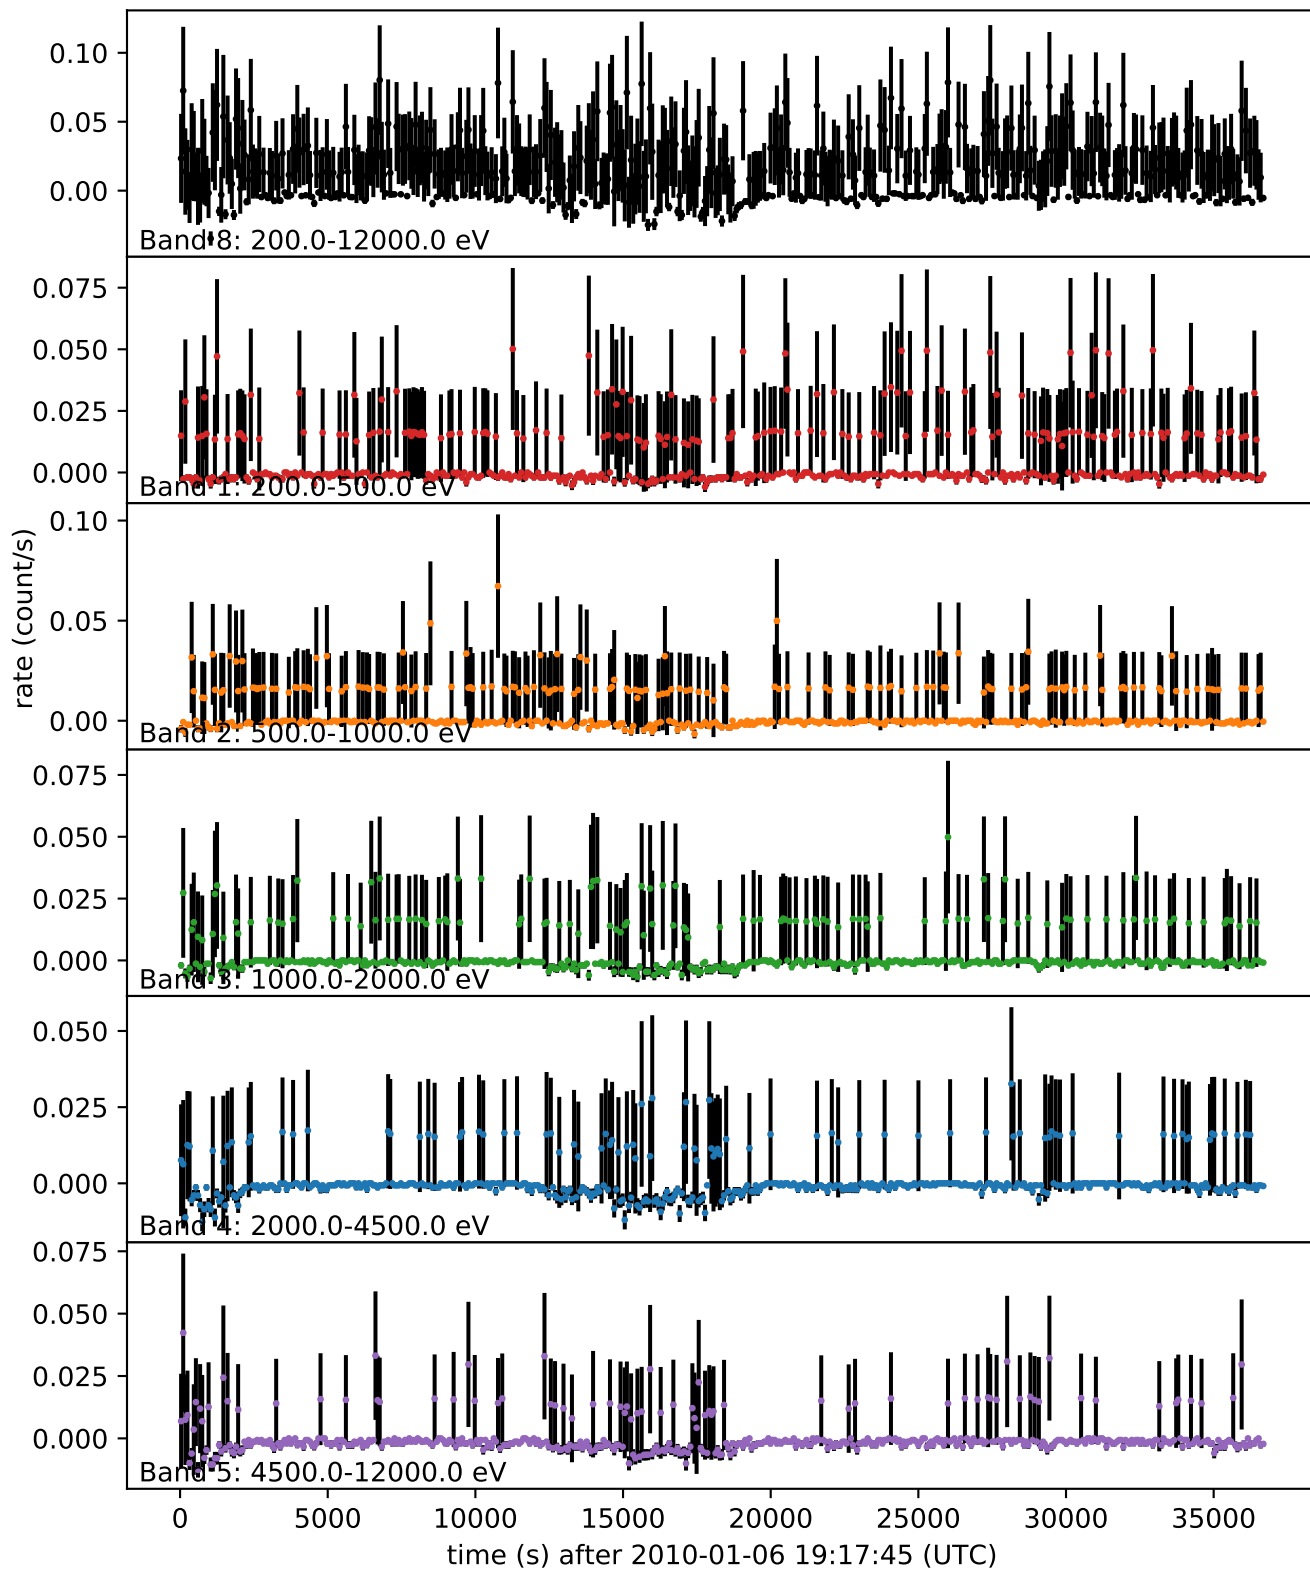 0.10
0.05
0.00
Band 8: 200.0-12000.0 eV
0.075
0.050
0.025
0.000
Band 1: 200.0-500.0 eV
rate (count/s)
0.10
0.05
0.00
Band 2: 500.0-1000.0 eV
0.075
0.050
0.025
0.000
Band 3: 1000.0-2000.0 eV
0.050
0.025
0.000
Band 4: 2000.0-4500.0 eV
0.075
0.050
0.025
0.000
Band 5: 4500.0-12000.0 eV
0 5000 10000 15000 20000 25000 30000 35000
time (s) after 2010-01-06 19:17:45 (UTC)